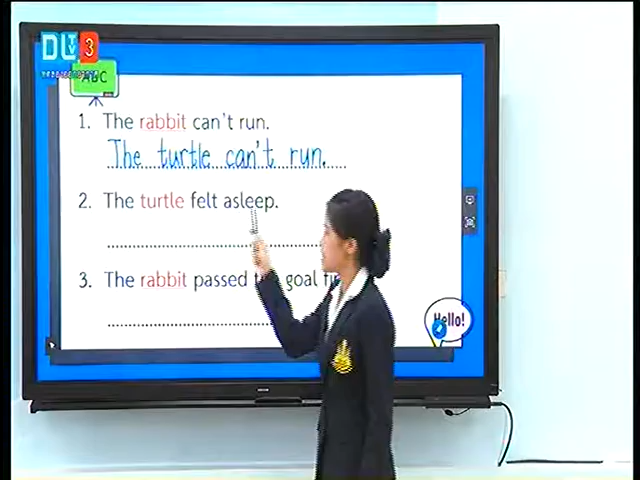 DLTV 3
ABC
1. The rabbit can't run.
The turtle can't run.
2. The turtle felt asleep.
3. The rabbit passed the goal
Hello!